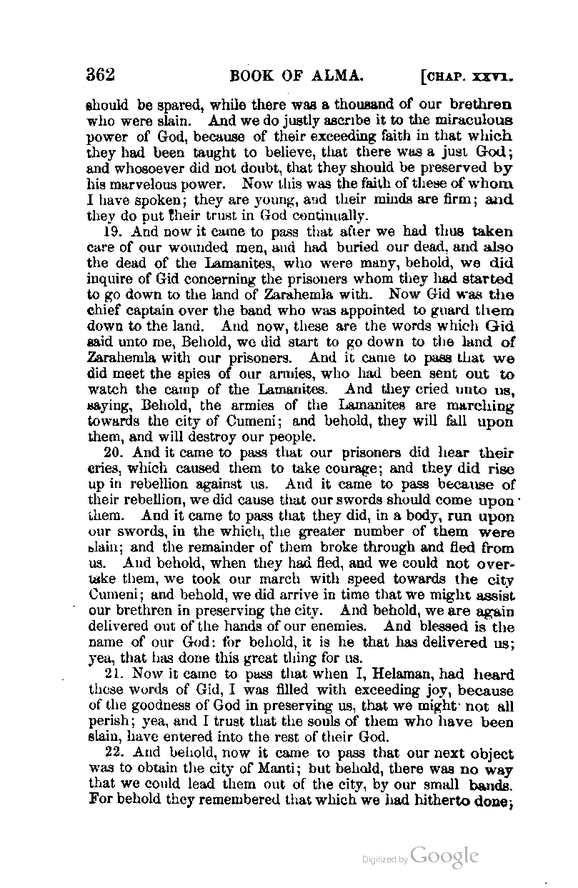 362 BOOK OF ALMA. [CHAP. XXVI.
should be spared, while there was a thousand of our brethren
who were slain. And we do justly ascribe it to the miraculous
power of God, because of their exceeding faith in that which
they had been taught to believe, that there was a just God;
and whosoever did not doubt, that they should be preserved by
his marvelous power. Now this was the faith of these of whom
I have spoken; they are young, and their minds are firm; and
they do put their trust in God continually.
19. And now it came to pass that after we had thus taken
care of our wounded men, and had buried our dead, and also
the dead of the Lamanites, who were many, behold, we did
inquire of Gid concerning the prisoners whom they had started
to go down to the land of Zarahemla with. Now Gid was the
chief captain over the band who was appointed to guard them
down to the land. And now, these are the words which Gid
said unto me, Behold, we did start to go down to the land of
Zarahemla with our prisoners. And it came to pass that we
did meet the spies of our armies, who had been sent out to
watch the camp of the Lamanites. And they cried unto us,
saying, Behold, the armies of the Lamanites are marching
towards the city of Cumeni; and behold, they will fall upon
them, and will destroy our people.
20. And it came to pass that our prisoners did hear their
cries, which caused them to take courage; and they did rise
up in rebellion against us. And it came to pass because of
their rebellion, we did cause that our swords should come upon
them. And it came to pass that they did, in a body, run upon
our swords, in the which, the greater number of them were
slain; and the remainder of them broke through and fled from
us. And behold, when they had fled, and we could not over-
take them, we took our march with speed towards the city
Cumeni; and behold, we did arrive in time that we might assist
our brethren in preserving the city. And behold, we are again
delivered out of the hands of our enemies. And blessed is the
name of our God: for behold, it is he that has delivered us;
yea, that has done this great thing for us.
21. Now it came to pass that when I, Helaman, had heard
these words of Gid, I was filled with exceeding joy, because
of the goodness of God in preserving us, that we might not all
perish; yea, and I trust that the souls of them who have been
slain, have entered into the rest of their God.
22. And behold, now it came to pass that our next object
was to obtain the city of Manti; but behold, there was no way
that we could lead them out of the city, by our small bands.
For behold they remembered that which we had hitherto done;
Digitized by Google